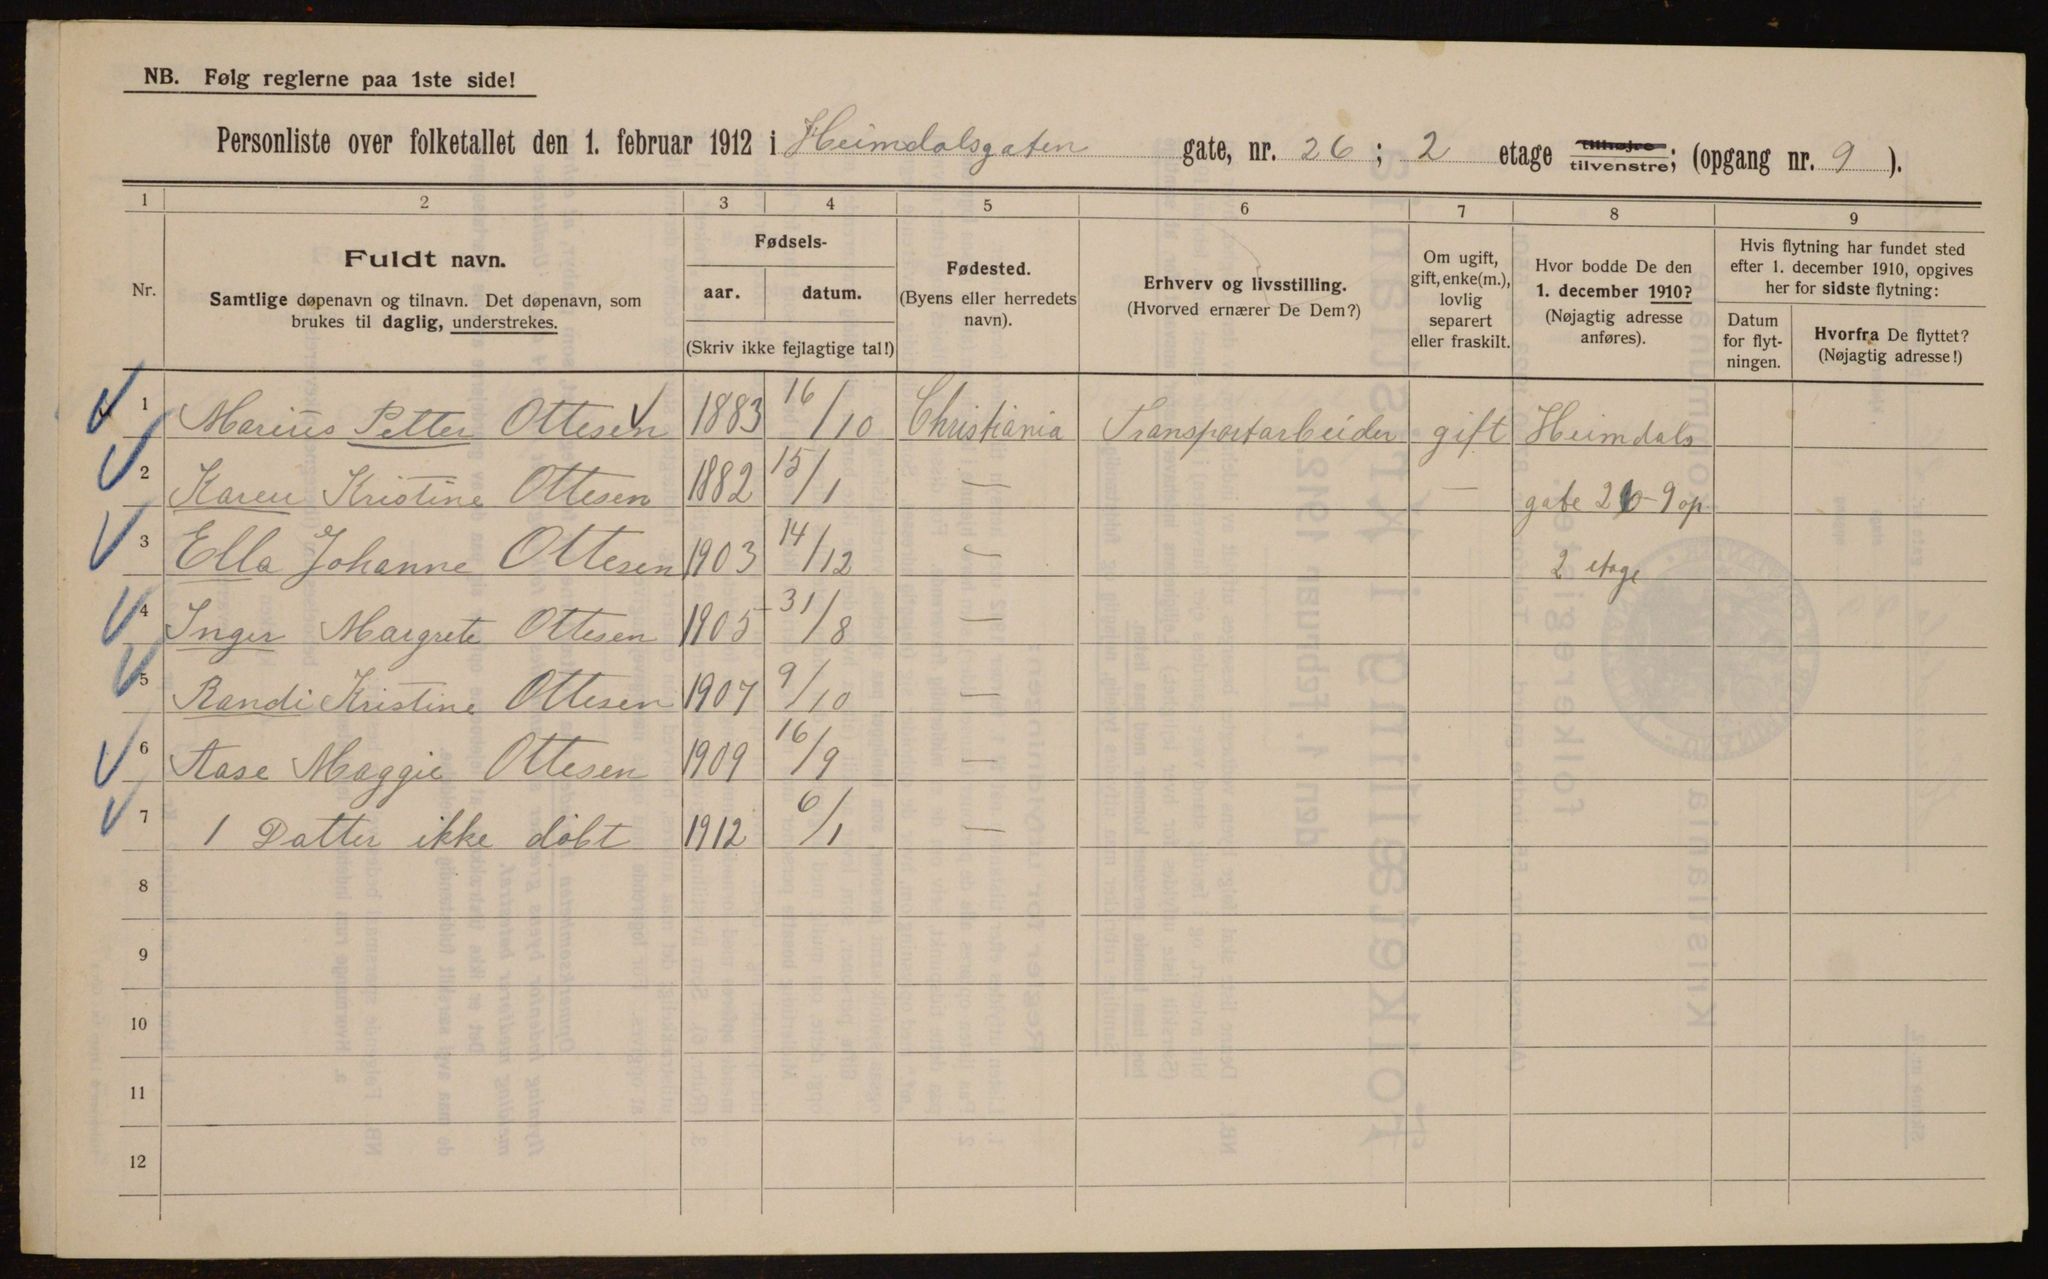 NB. Følg reglerne paa 1ste side!
Personliste over folketallet den 1. februar 1912 i Heimdalsgaten gate, nr. 26 ; 2 etage tilhøjre tilvenstre; (opgang nr. 9 ).
1 2 3 4 5 6 7 8 9
Nr.
Fuldt navn.
Samtlige døpenavn og tilnavn. Det døpenavn, som
brukes til daglig, understrekes.
Fødsels-
aar. datum.
(Skriv ikke fejlagtige tal!)
Fødested.
(Byens eller herredets
navn).
Erhverv og livsstilling.
(Hvorved ernærer De Dem?)
Om ugift,
gift, enke(m.),
lovlig
separert
eller fraskilt.
Hvor bodde De den
1. december 1910?
(Nøjagtig adresse
anføres).
Hvis flytning har fundet sted
efter 1. december 1910, opgives
her for sidste flytning:
Datum
for flyt-
ningen.
Hvorfra De flyttet?
(Nøjagtig adresse!)
1 Marius Petter Ottesen 1883 16/10 Christiania Transportarbeider gift Heimdals
2 Karen Kristine Ottesen 1882 15/1 — — gate 26-9 op
3 Ella Johanne Ottesen 1903 14/12 — 2 etage
4 Inger Margrete Ottesen 1905 31/8 —
5 Randi Kristine Ottesen 1907 9/10 —
6 Aase Maggie Ottesen 1909 16/9 —
7 1 Datter ikke döbt 1912 6/1 —
8
9
10
11
12